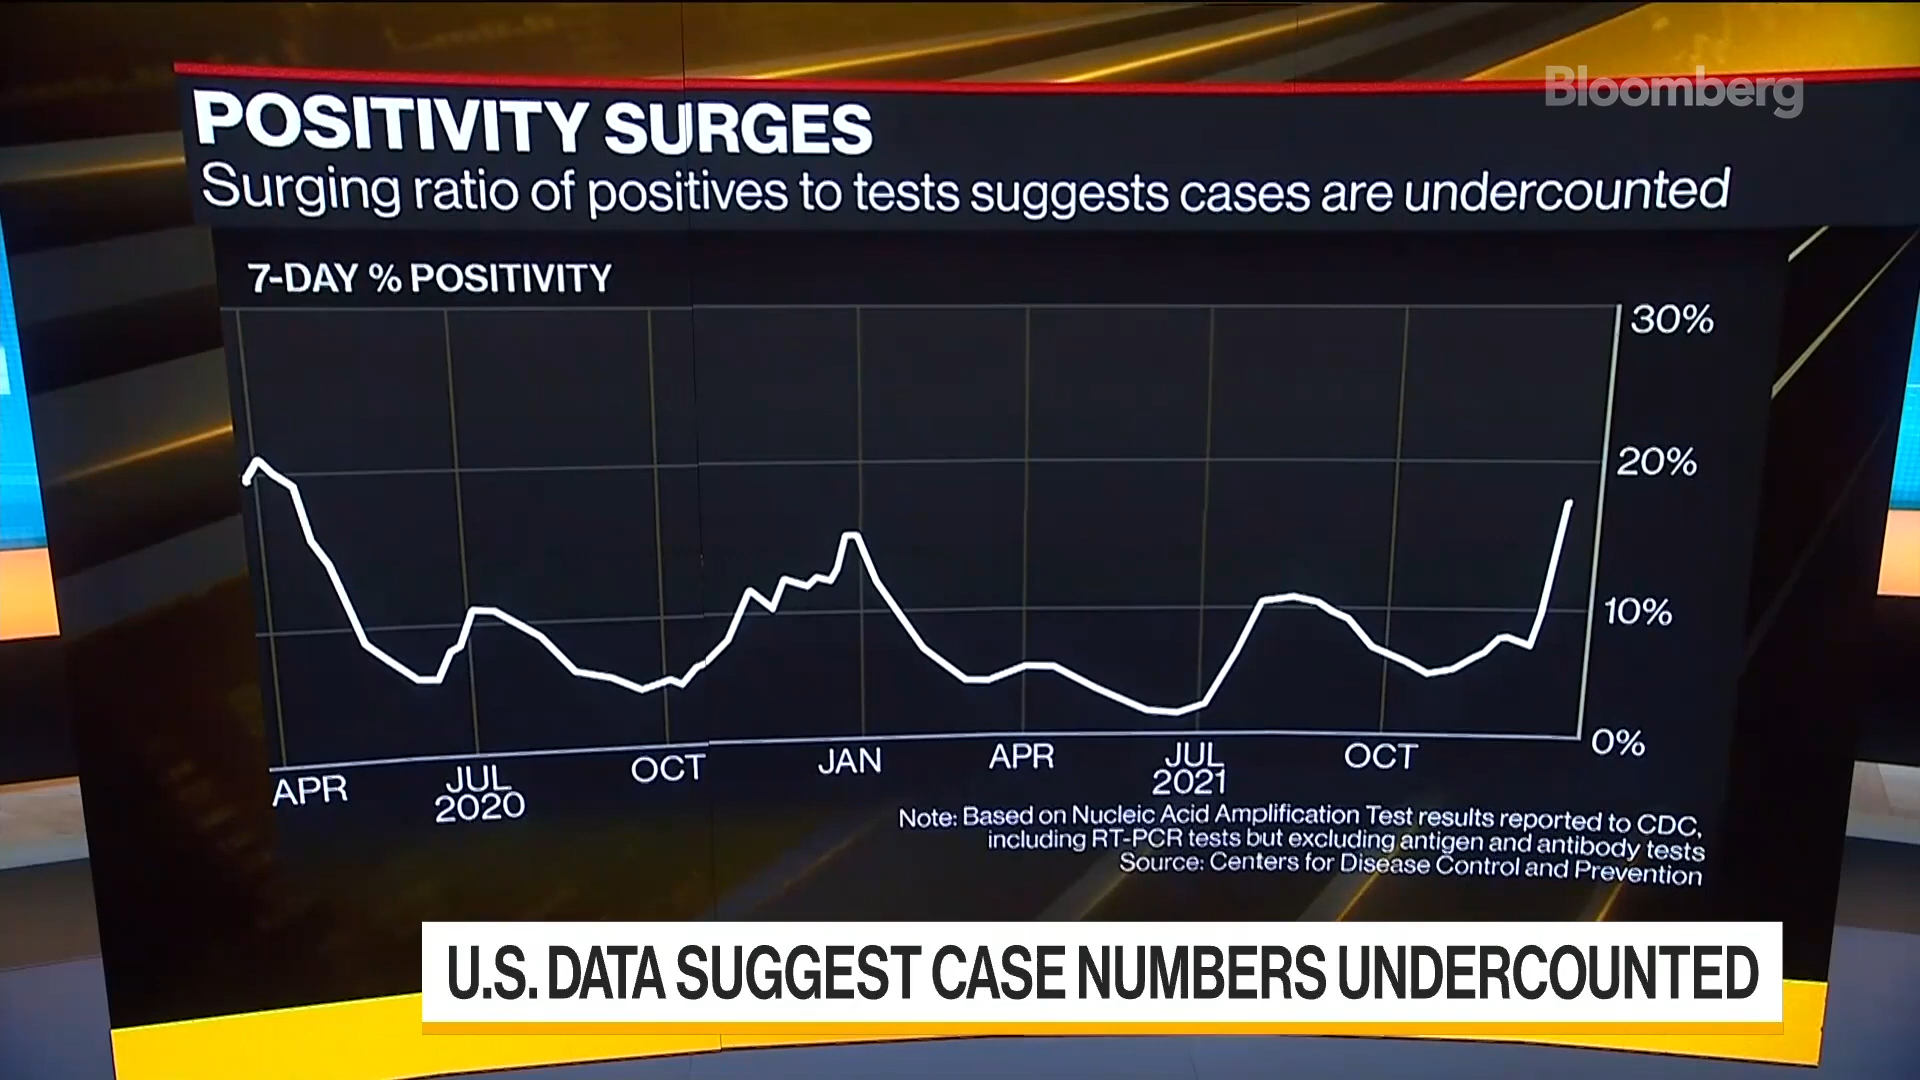 Bloomberg
POSITIVITY SURGES
Surging ratio of positives to tests suggests cases are undercounted
7-DAY % POSITIVITY
30%
20%
10%
0%
APR
JUL
2020
OCT
JAN
APR
JUL
2021
OCT
Note: Based on Nucleic Acid Amplification Test results reported to CDC,
including RT-PCR tests but excluding antigen and antibody tests
Source: Centers for Disease Control and Prevention
U.S. DATA SUGGEST CASE NUMBERS UNDERCOUNTED